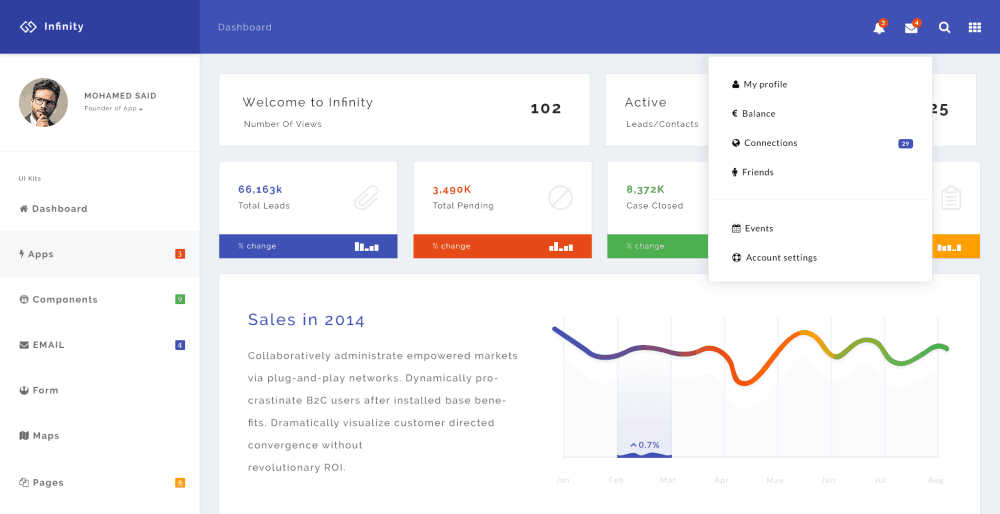 Infinity
Dashboard
3
4
MOHAMED SAID
Founder of App
UI Kits
Dashboard
Apps 3
Components 9
EMAIL 4
Form
Maps
Pages 8
Welcome to Infinity
Number Of Views
102
Active
Leads/Contacts
25
My profile
Balance
Connections 29
Friends
Events
Account settings
66,163k
Total Leads
% change
3,490K
Total Pending
% change
8,372K
Case Closed
% change
Sales in 2014
Collaboratively administrate empowered markets
via plug-and-play networks. Dynamically pro-
crastinate B2C users after installed base bene-
fits. Dramatically visualize customer directed
convergence without
revolutionary ROI.
0.7%
Jan Feb Mar Apr May Jun Jul Aug